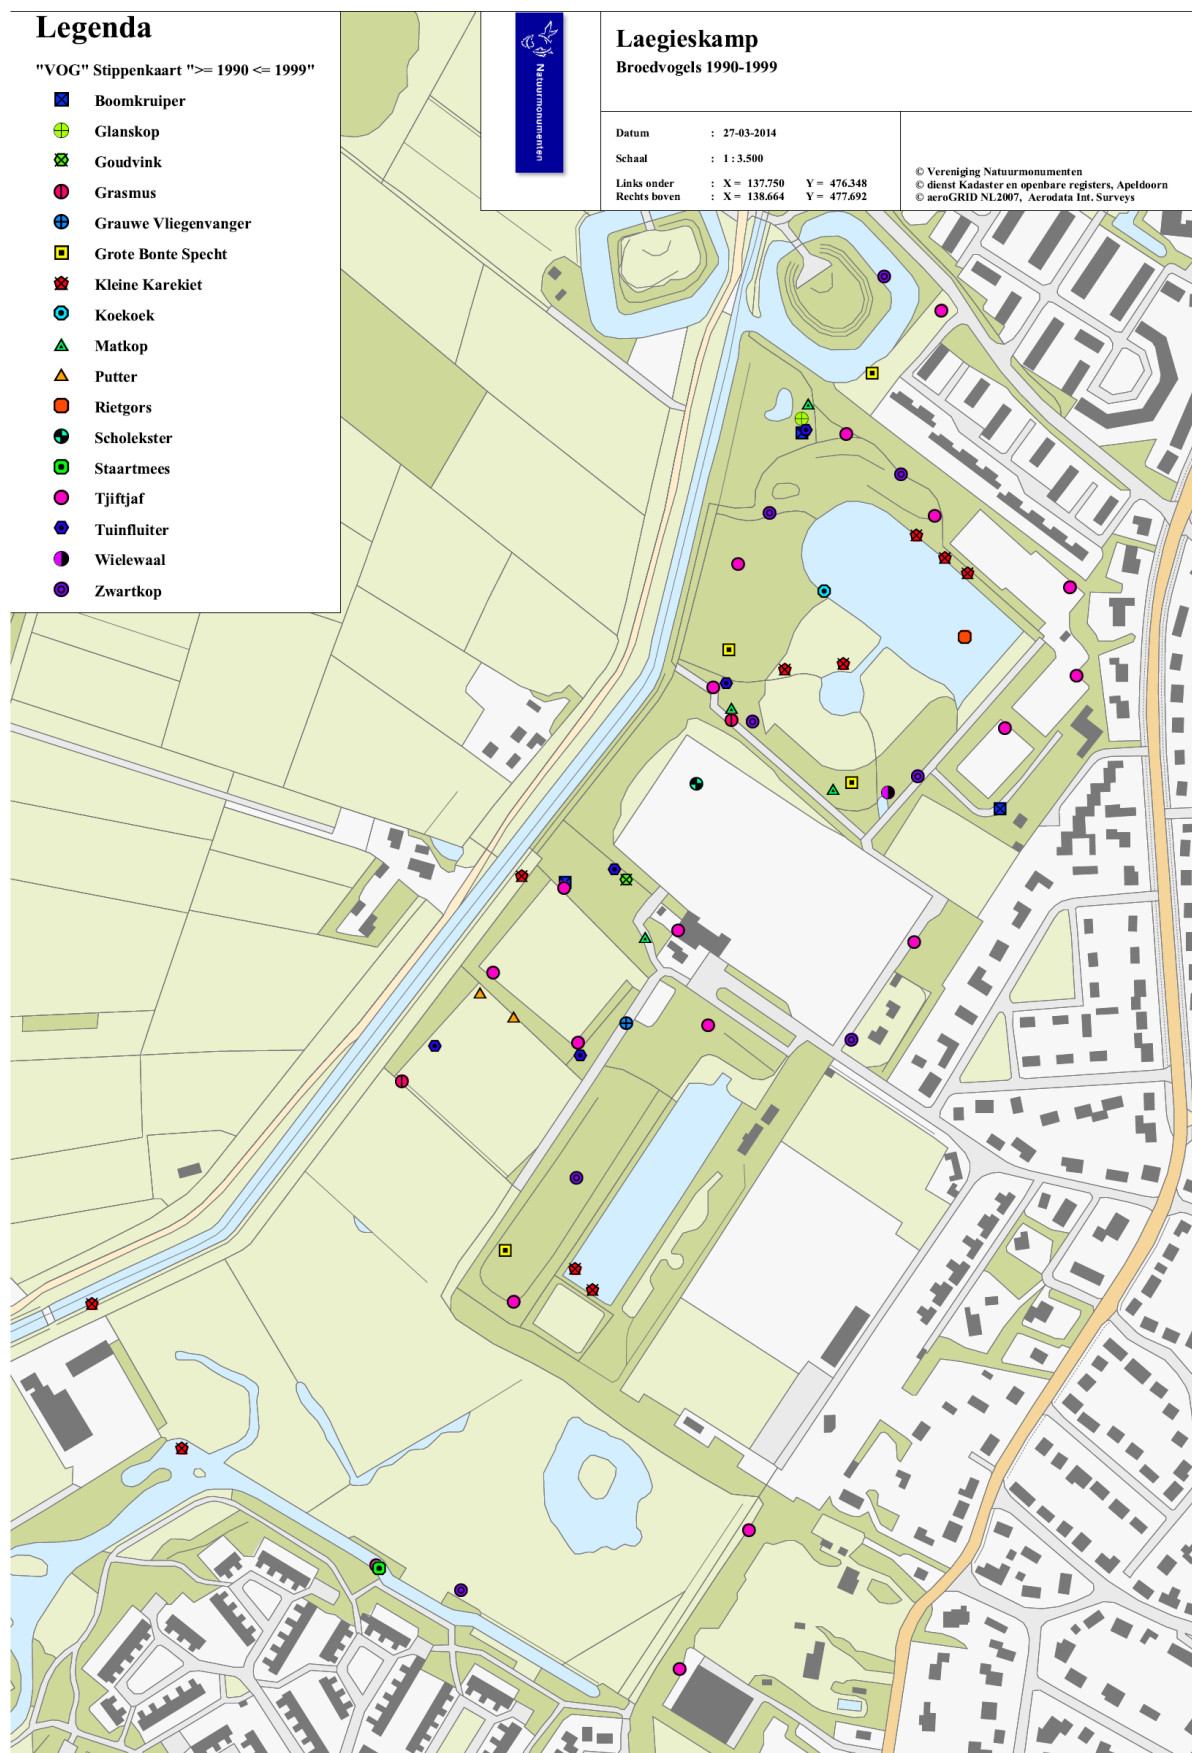 Legenda
"VOG" Stippenkaart ">= 1990 <= 1999"
Boomkruiper
Glanskop
Goudvink
Grasmus
Grauwe Vliegenvanger
Grote Bonte Specht
Kleine Karekiet
Koekoek
Matkop
Putter
Rietgors
Scholekster
Staartmees
Tjiftjaf
Tuinfluiter
Wielewaal
Zwartkop
Natuurmonumenten
Laegieskamp
Broedvogels 1990-1999
Datum : 27-03-2014
Schaal : 1 : 3.500
Links onder : X = 137.750 Y = 476.348
Rechts boven : X = 138.664 Y = 477.692
© Vereniging Natuurmonumenten
© dienst Kadaster en openbare registers, Apeldoorn
© aeroGRID NL2007, Aerodata Int. Surveys